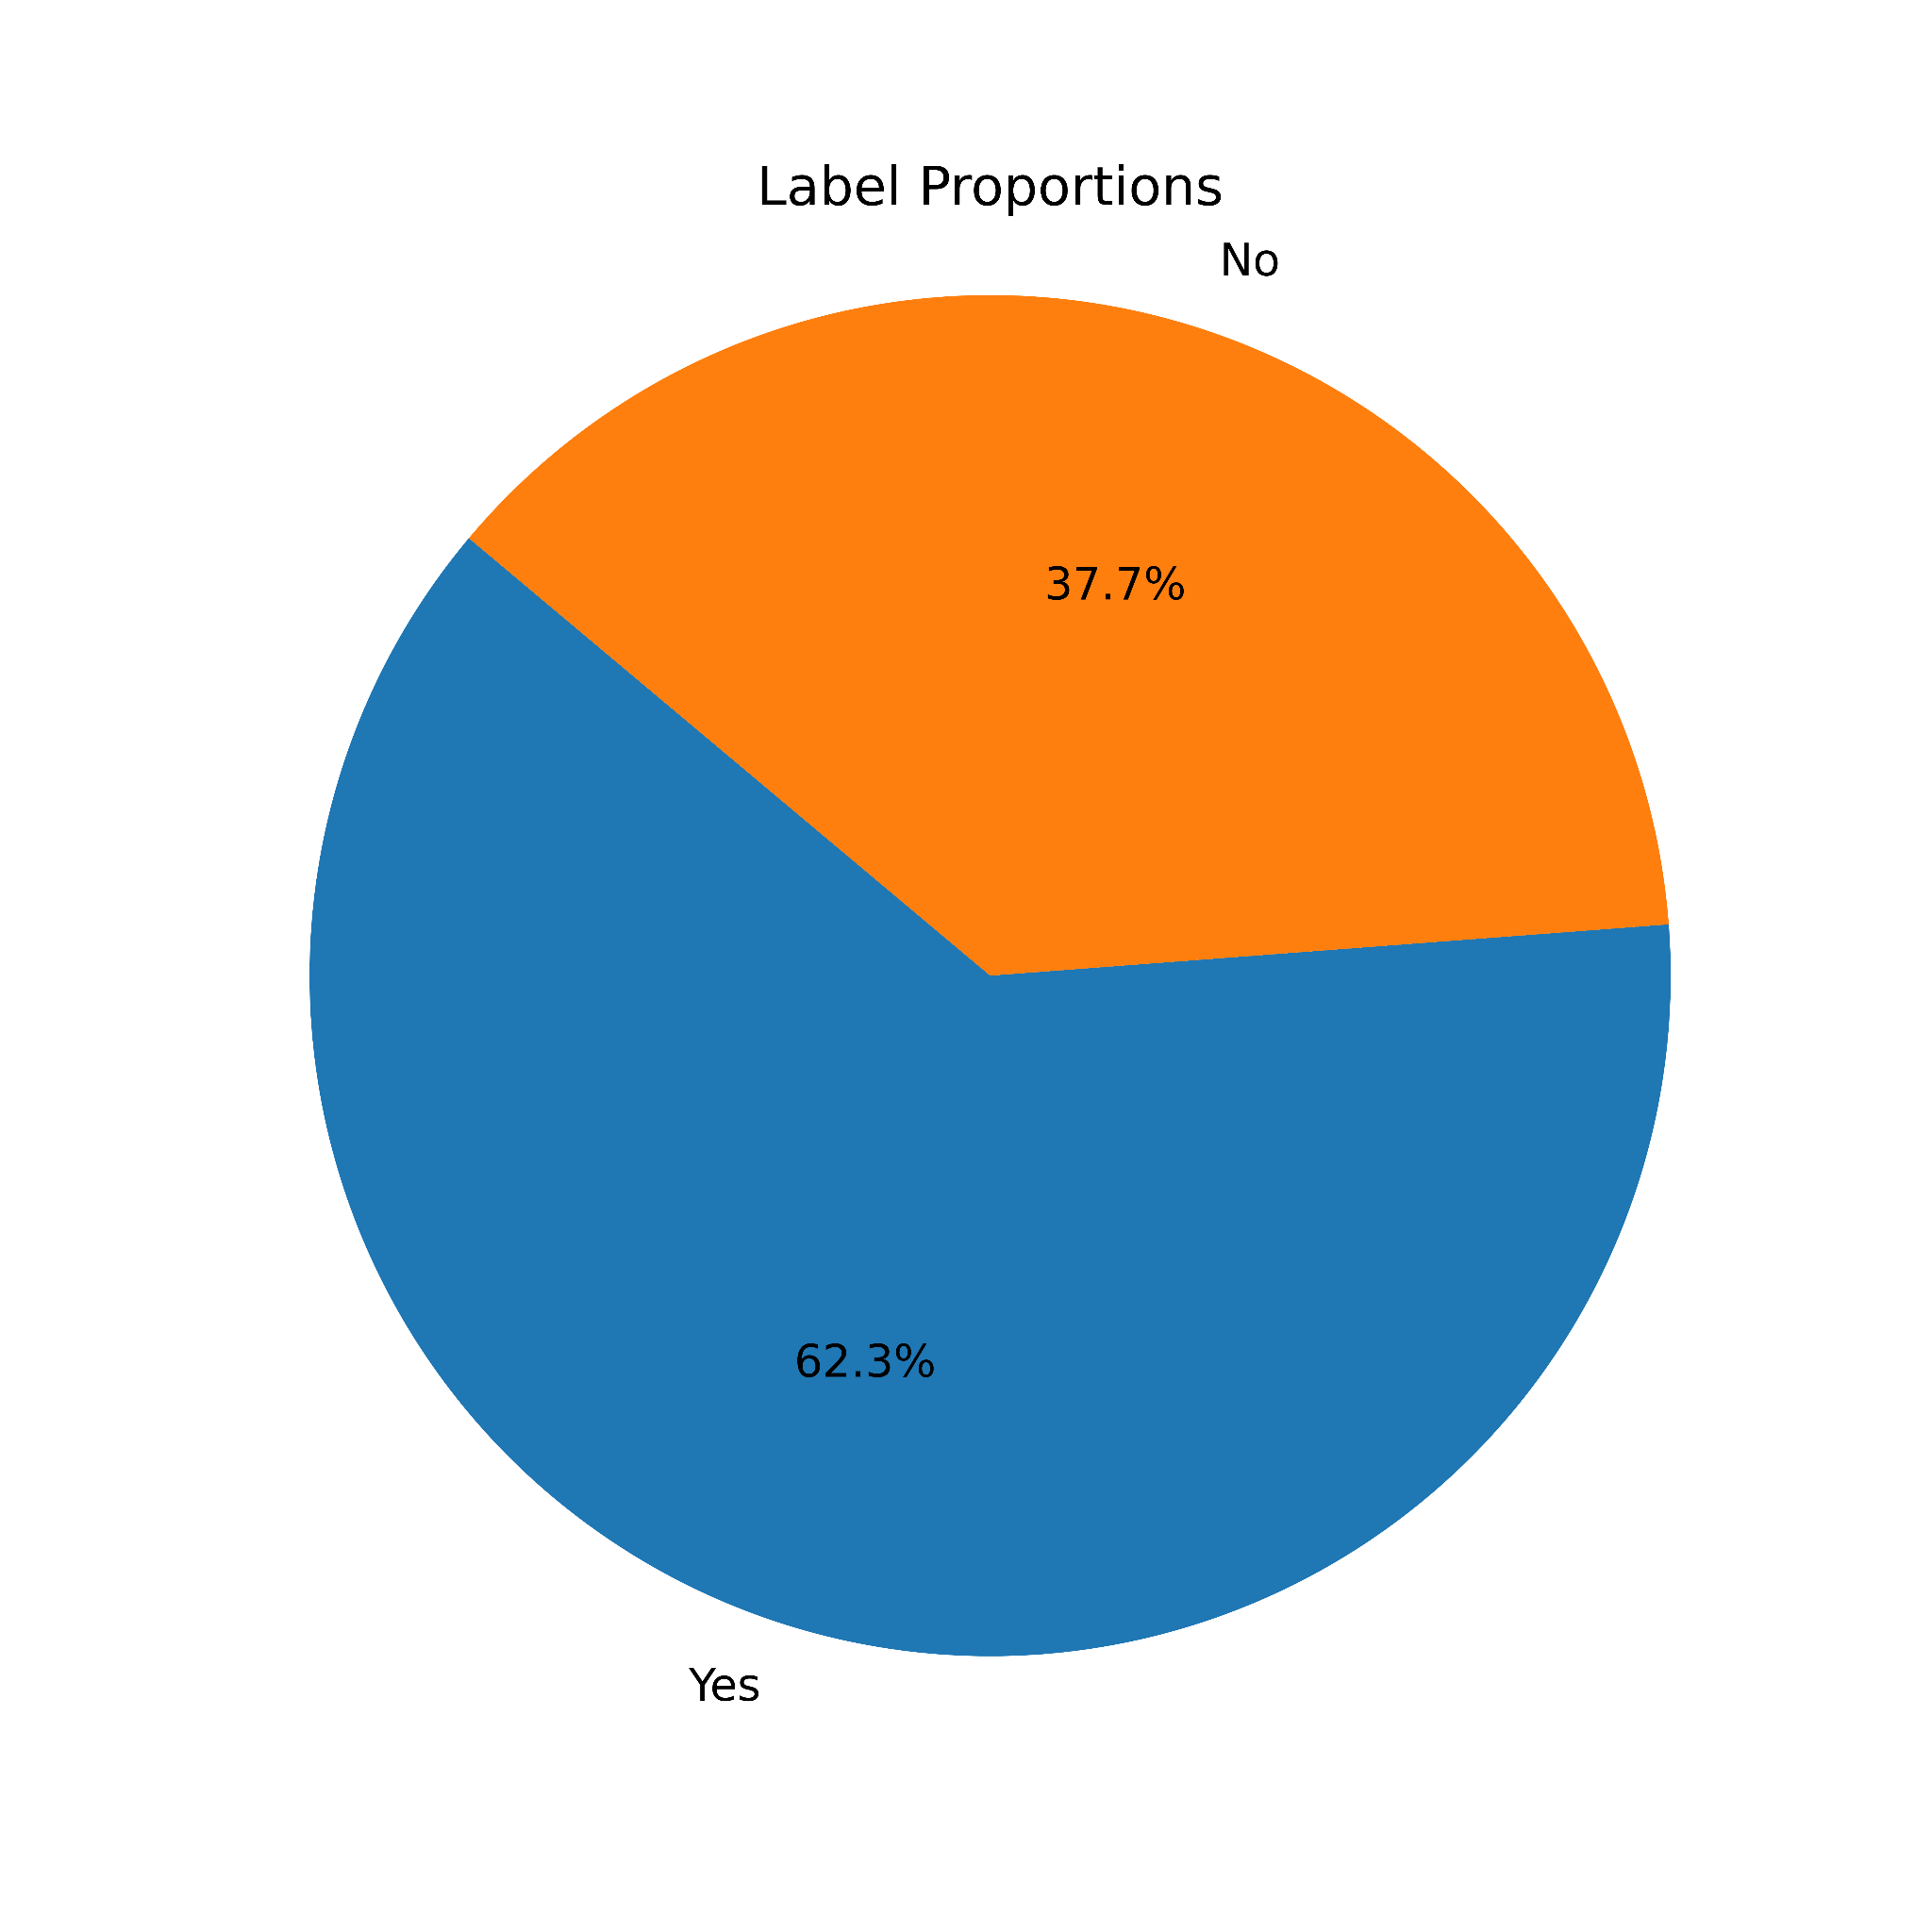 Label Proportions
No
37.7%
62.3%
Yes